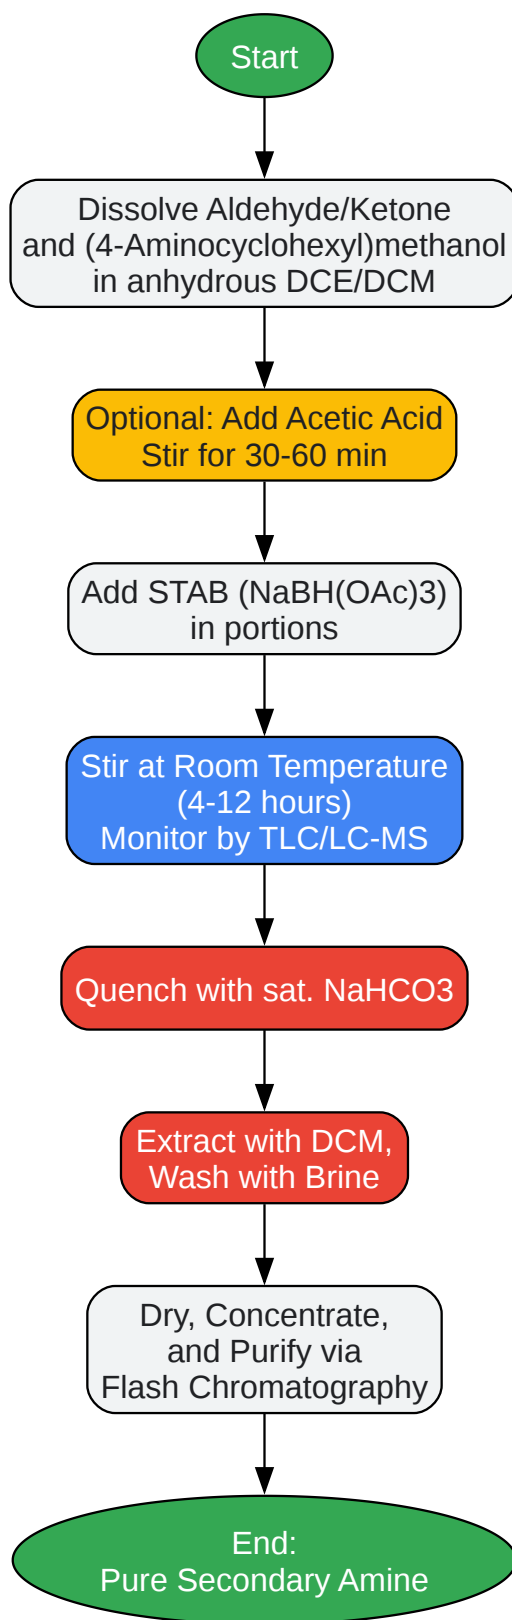 Start
Dissolve Aldehyde/Ketone
and (4-Aminocyclohexyl)methanol
in anhydrous DCE/DCM
Optional: Add Acetic Acid
Stir for 30-60 min
Add STAB (NaBH(OAc)3)
in portions
Stir at Room Temperature
(4-12 hours)
Monitor by TLC/LC-MS
Quench with sat. NaHCO3
Extract with DCM,
Wash with Brine
Dry, Concentrate,
and Purify via
Flash Chromatography
End:
Pure Secondary Amine